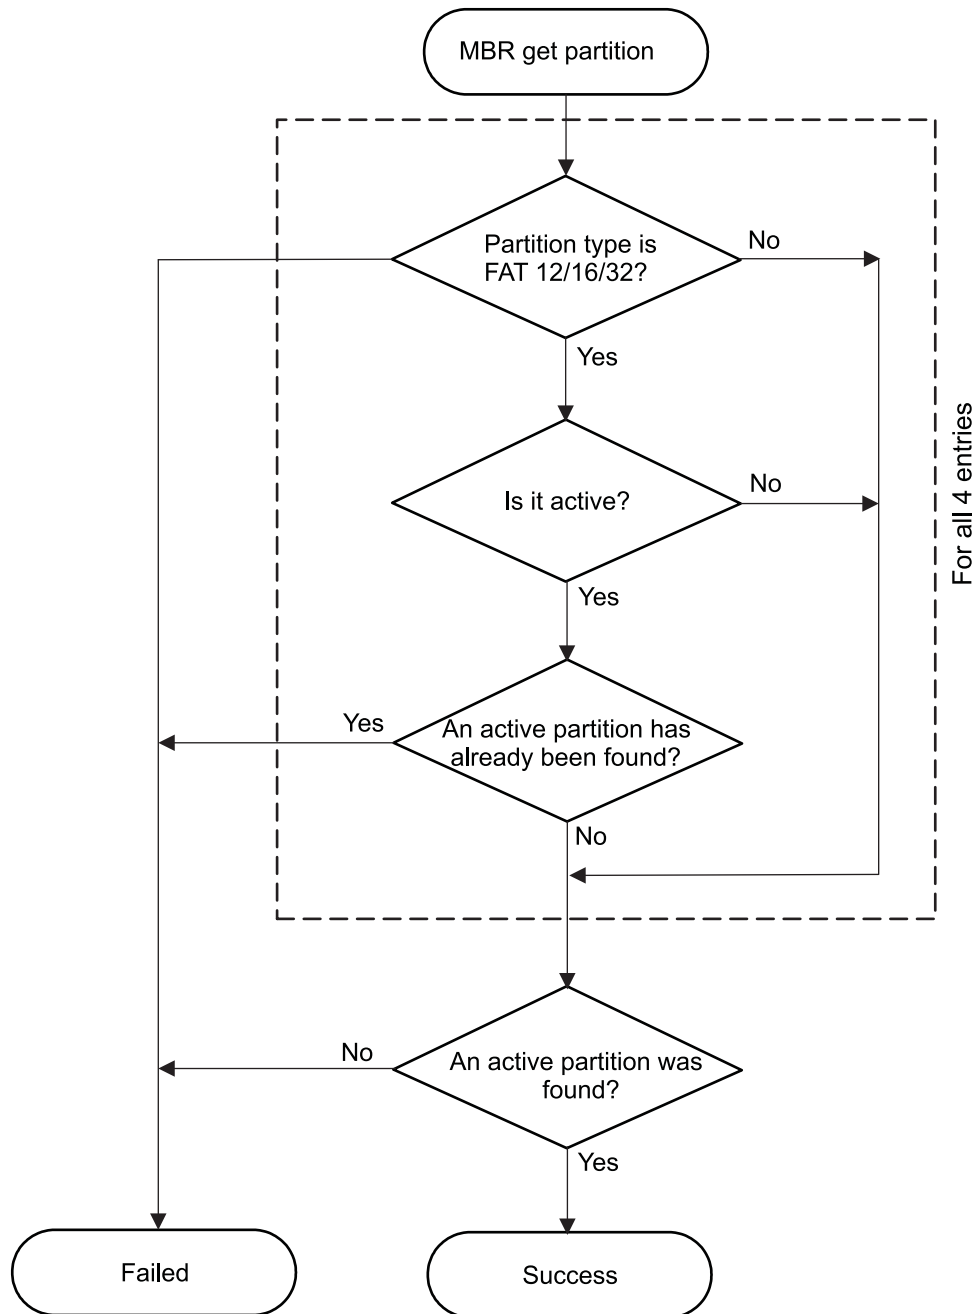 MBR get partition
Partition type is
FAT 12/16/32?
No
Yes
Is it active?
No
Yes
For all 4 entries
Yes
An active partition has
already been found?
No
No
An active partition was
found?
Yes
Failed
Success